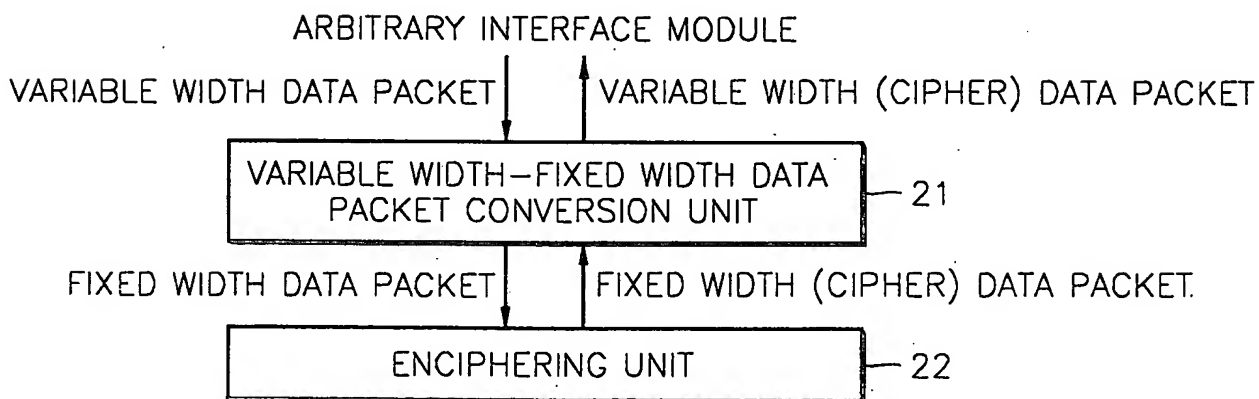 ARBITRARY INTERFACE MODULE
VARIABLE WIDTH DATA PACKET
VARIABLE WIDTH (CIPHER) DATA PACKET
VARIABLE WIDTH-FIXED WIDTH DATA
PACKET CONVERSION UNIT
21
FIXED WIDTH DATA PACKET
FIXED WIDTH (CIPHER) DATA PACKET.
ENCIPHERING UNIT
22